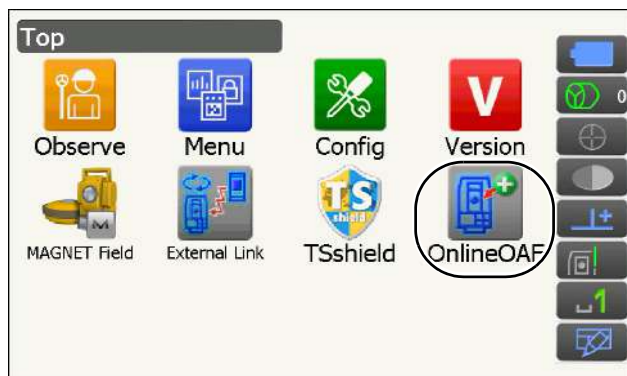 Top
Observe Menu Config Version
V
M
TS
shield
MAGNET Field External Link TSshield OnlineOAF
0
1